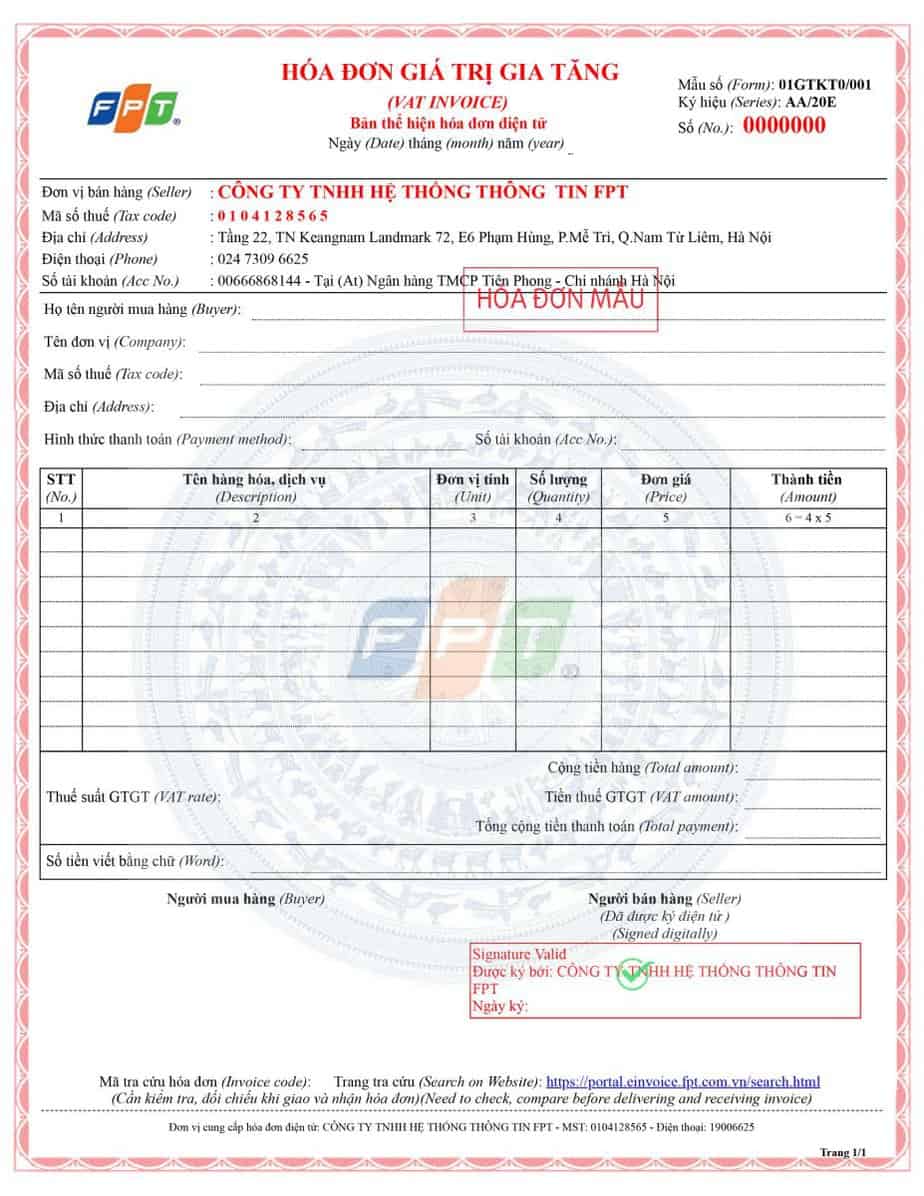 FPT®
HÓA ĐƠN GIÁ TRỊ GIA TĂNG
(VAT INVOICE)
Bản thể hiện hóa đơn điện tử
Ngày (Date) tháng (month) năm (year)
Mẫu số (Form): 01GTKT0/001
Ký hiệu (Series): AA/20E
Số (No.): 0000000
Đơn vị bán hàng (Seller) : CÔNG TY TNHH HỆ THỐNG THÔNG TIN FPT
Mã số thuế (Tax code) : 0 1 0 4 1 2 8 5 6 5
Địa chỉ (Address) : Tầng 22, TN Keangnam Landmark 72, E6 Phạm Hùng, P.Mễ Trì, Q.Nam Từ Liêm, Hà Nội
Điện thoại (Phone) : 024 7309 6625
Số tài khoản (Acc No.) : 00666868144 - Tại (At) Ngân hàng TMCP Tiên Phong - Chi nhánh Hà Nội
HÓA ĐƠN MẪU
Họ tên người mua hàng (Buyer):
Tên đơn vị (Company):
Mã số thuế (Tax code):
Địa chỉ (Address):
Hình thức thanh toán (Payment method): Số tài khoản (Acc No.):
STT Tên hàng hóa, dịch vụ Đơn vị tính Số lượng Đơn giá Thành tiền
(No.) (Description) (Unit) (Quantity) (Price) (Amount)
1 2 3 4 5 6 = 4 x 5
FPT®
Cộng tiền hàng (Total amount):
Thuế suất GTGT (VAT rate): Tiền thuế GTGT (VAT amount):
Tổng cộng tiền thanh toán (Total payment):
Số tiền viết bằng chữ (Word):
Người mua hàng (Buyer) Người bán hàng (Seller)
(Đã được ký điện tử )
(Signed digitally)
Signature Valid
Được ký bởi: CÔNG TY TNHH HỆ THỐNG THÔNG TIN
FPT
Ngày ký:
Mã tra cứu hóa đơn (Invoice code): Trang tra cứu (Search on Website): https://portal.einvoice.fpt.com.vn/search.html
(Cần kiểm tra, đối chiếu khi giao và nhận hóa đơn)(Need to check, compare before delivering and receiving invoice)
Đơn vị cung cấp hóa đơn điện tử: CÔNG TY TNHH HỆ THỐNG THÔNG TIN FPT - MST: 0104128565 - Điện thoại: 19006625
Trang 1/1